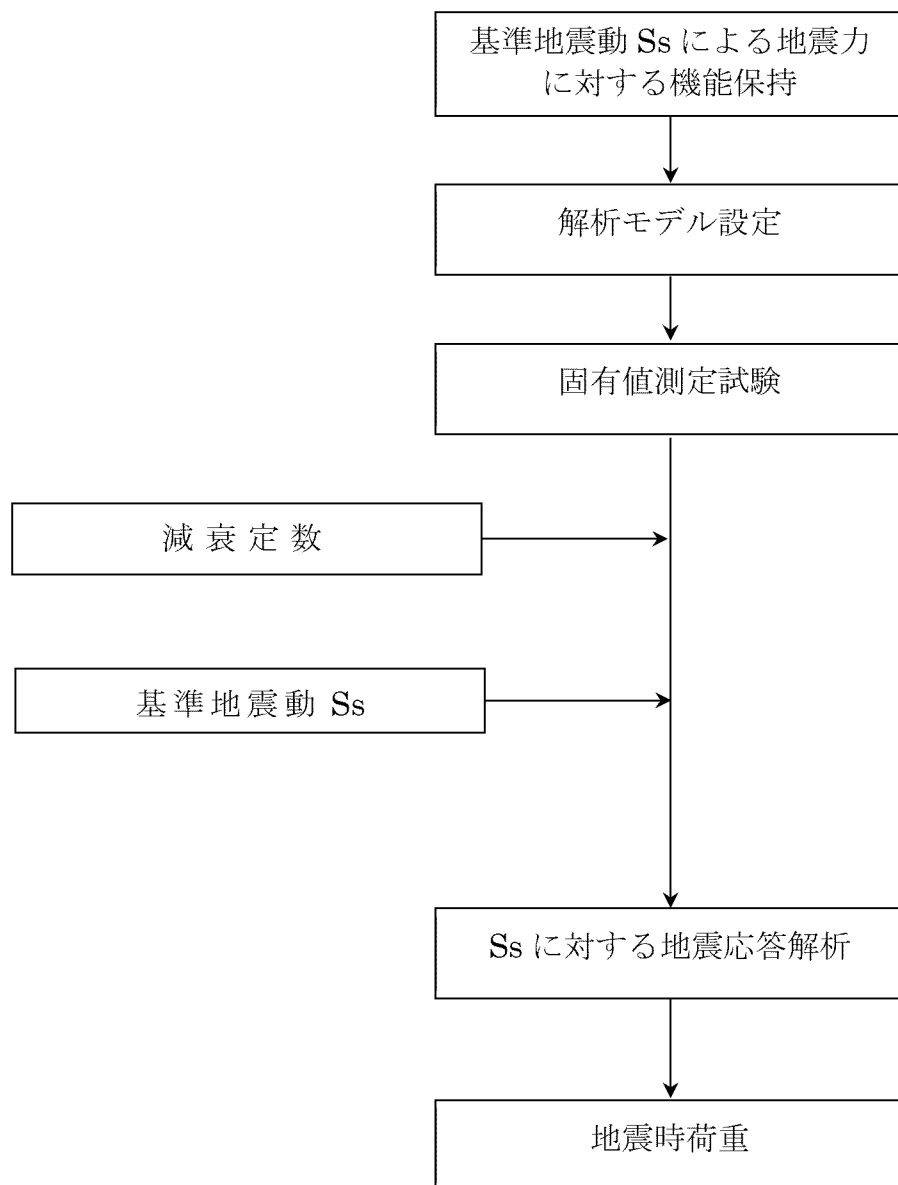 基準地震動 Ss による地震力
に対する機能保持
解析モデル設定
固有値測定試験
減衰定数
基準地震動 Ss
Ss に対する地震応答解析
地震時荷重